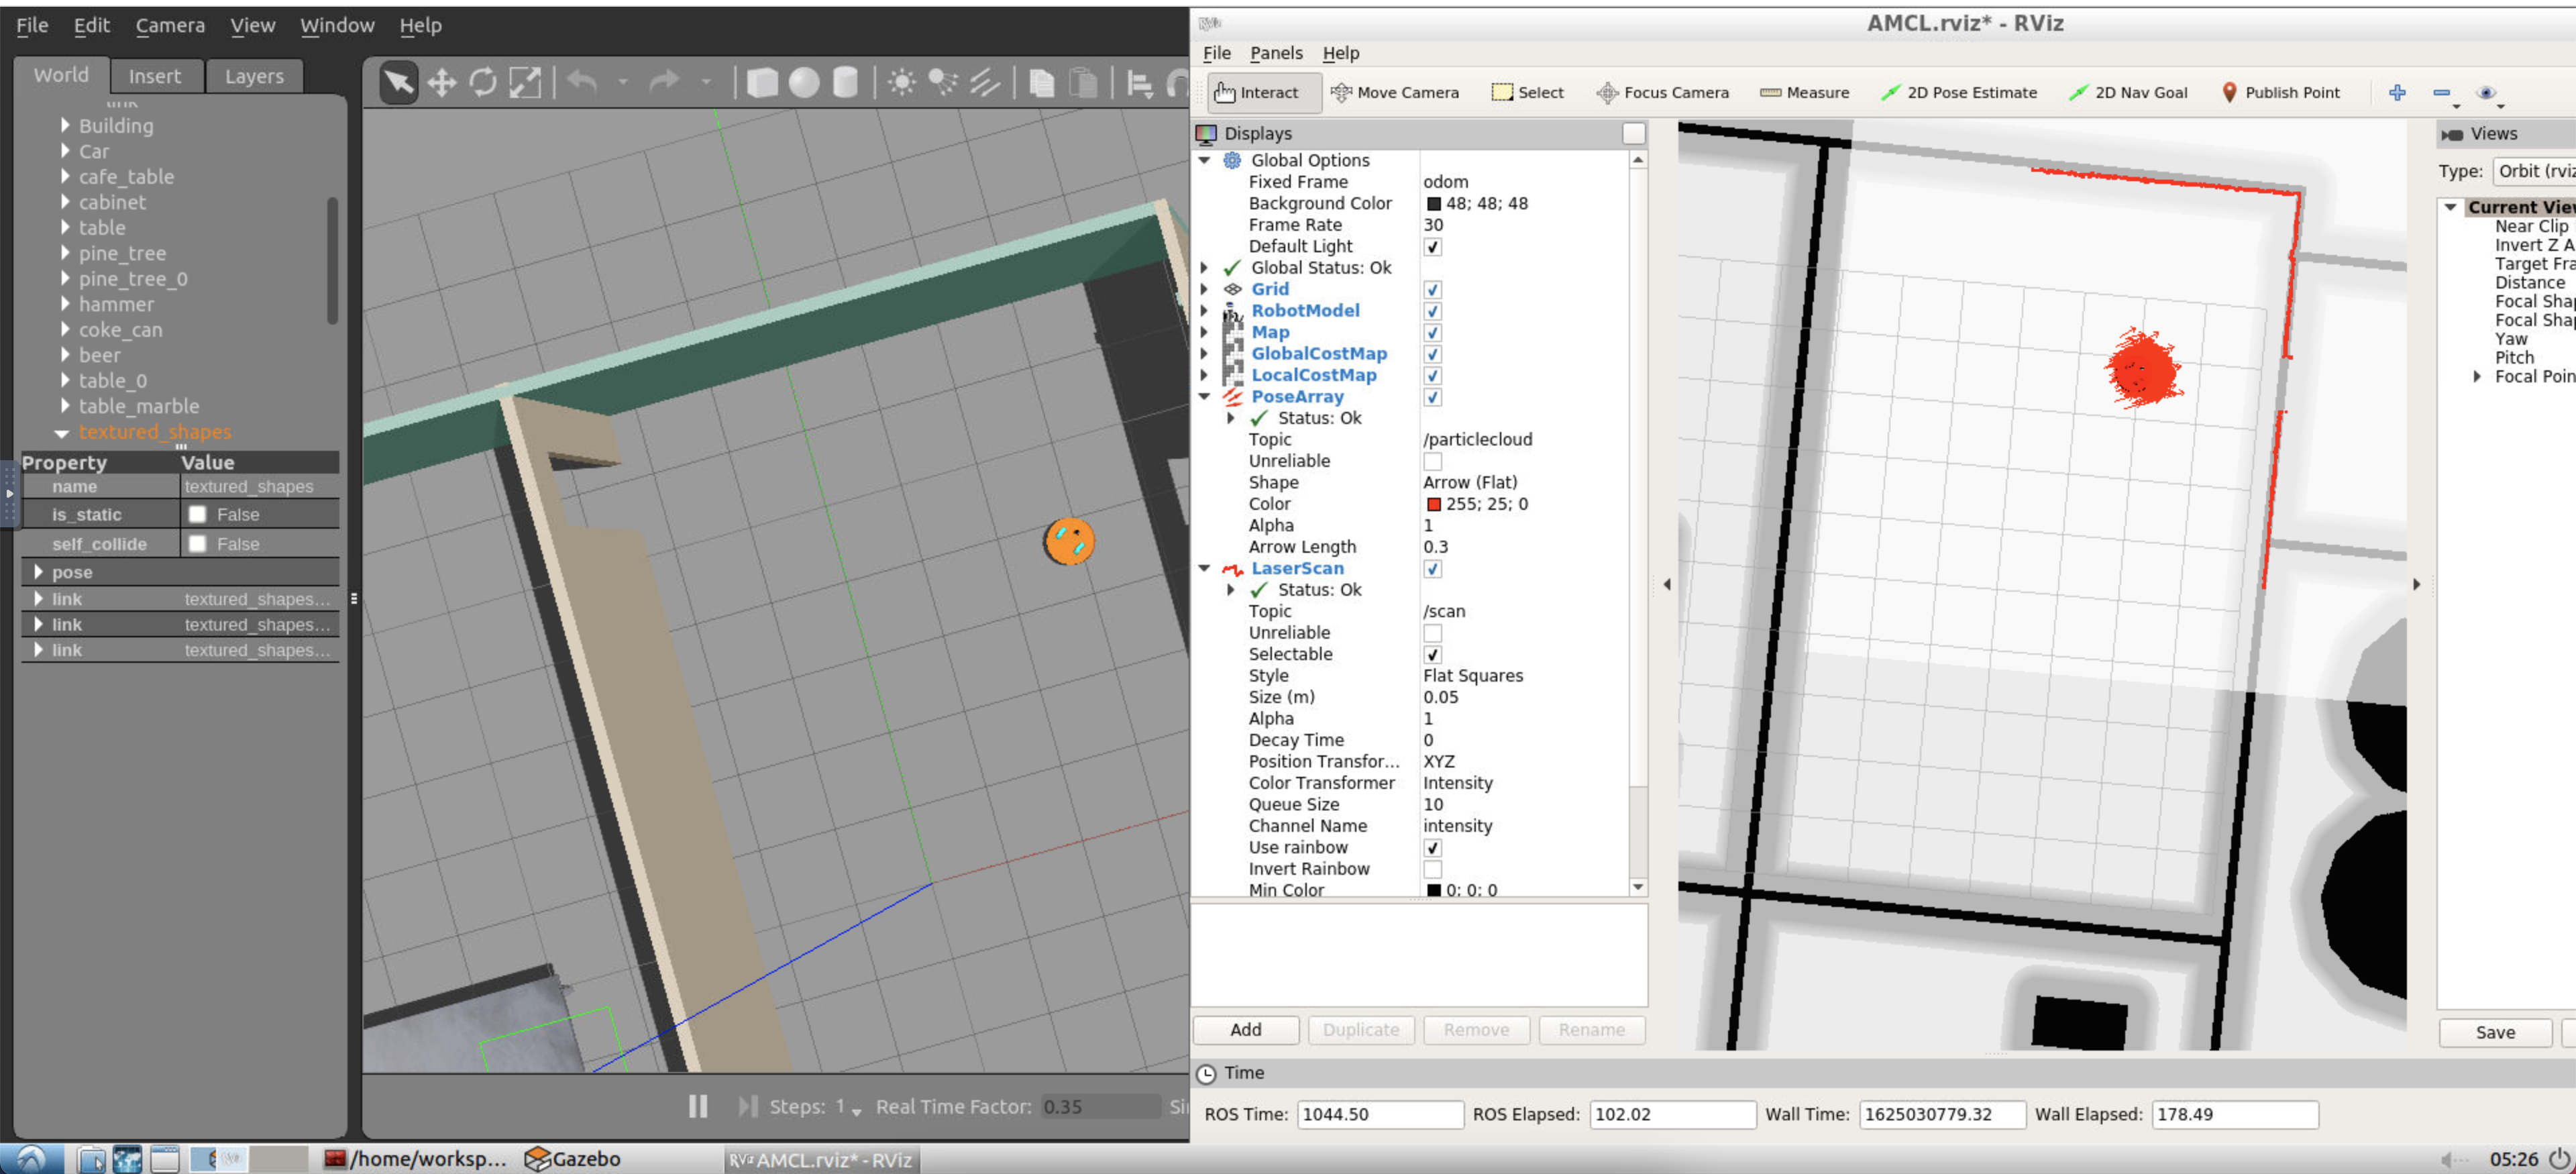 File Edit Camera View Window Help
World Insert Layers
link
Building
Car
cafe_table
cabinet
table
pine_tree
pine_tree_0
hammer
coke_can
beer
table_0
table_marble
textured_shapes
Property Value
name textured_shapes
is_static False
self_collide False
pose
link textured_shapes...
link textured_shapes...
link textured_shapes...
Steps: 1 Real Time Factor: 0.35 Si
AMCL.rviz* - RViz
File Panels Help
Interact Move Camera Select Focus Camera Measure 2D Pose Estimate 2D Nav Goal Publish Point
Displays
Global Options
Fixed Frame odom
Background Color 48; 48; 48
Frame Rate 30
Default Light
Global Status: Ok
Grid
RobotModel
Map
GlobalCostMap
LocalCostMap
PoseArray
Status: Ok
Topic /particlecloud
Unreliable
Shape Arrow (Flat)
Color 255; 25; 0
Alpha 1
Arrow Length 0.3
LaserScan
Status: Ok
Topic /scan
Unreliable
Selectable
Style Flat Squares
Size (m) 0.05
Alpha 1
Decay Time 0
Position Transfor... XYZ
Color Transformer Intensity
Queue Size 10
Channel Name intensity
Use rainbow
Invert Rainbow
Min Color 0; 0; 0
Add Duplicate Remove Rename
Views
Type: Orbit (rviz
Current View
Near Clip
Invert Z A
Target Fra
Distance
Focal Shap
Focal Shap
Yaw
Pitch
Focal Poin
Save
Time
ROS Time: 1044.50 ROS Elapsed: 102.02 Wall Time: 1625030779.32 Wall Elapsed: 178.49
/home/worksp... Gazebo RViz AMCL.rviz* - RViz 05:26